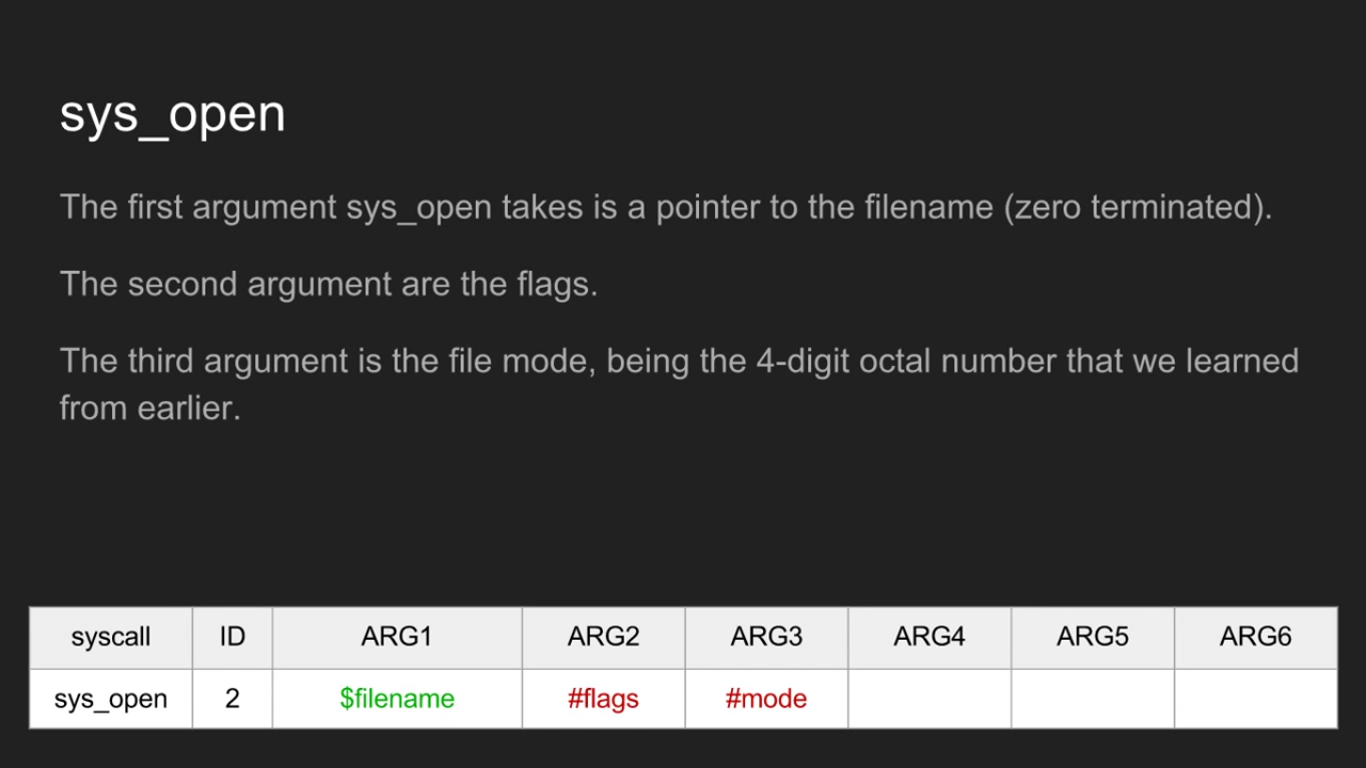 sys_open
The first argument sys_open takes is a pointer to the filename (zero terminated).
The second argument are the flags.
The third argument is the file mode, being the 4-digit octal number that we learned
from earlier.
syscall ID ARG1 ARG2 ARG3 ARG4 ARG5 ARG6
sys_open 2 $filename #flags #mode